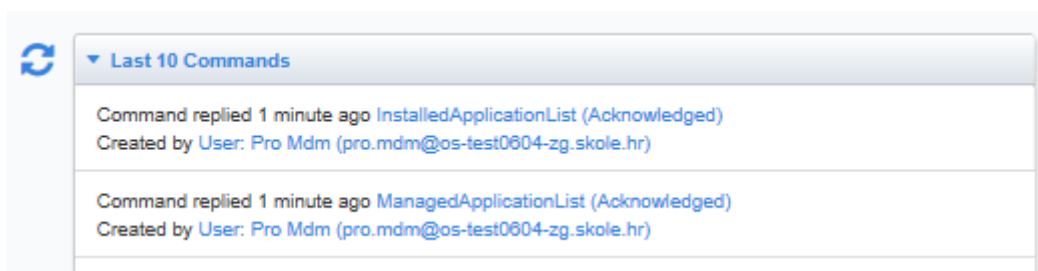 Last 10 Commands
Command replied 1 minute ago InstalledApplicationList (Acknowledged)
Created by User: Pro Mdm (pro.mdm@os-test0604-zg.skole.hr)
Command replied 1 minute ago ManagedApplicationList (Acknowledged)
Created by User: Pro Mdm (pro.mdm@os-test0604-zg.skole.hr)